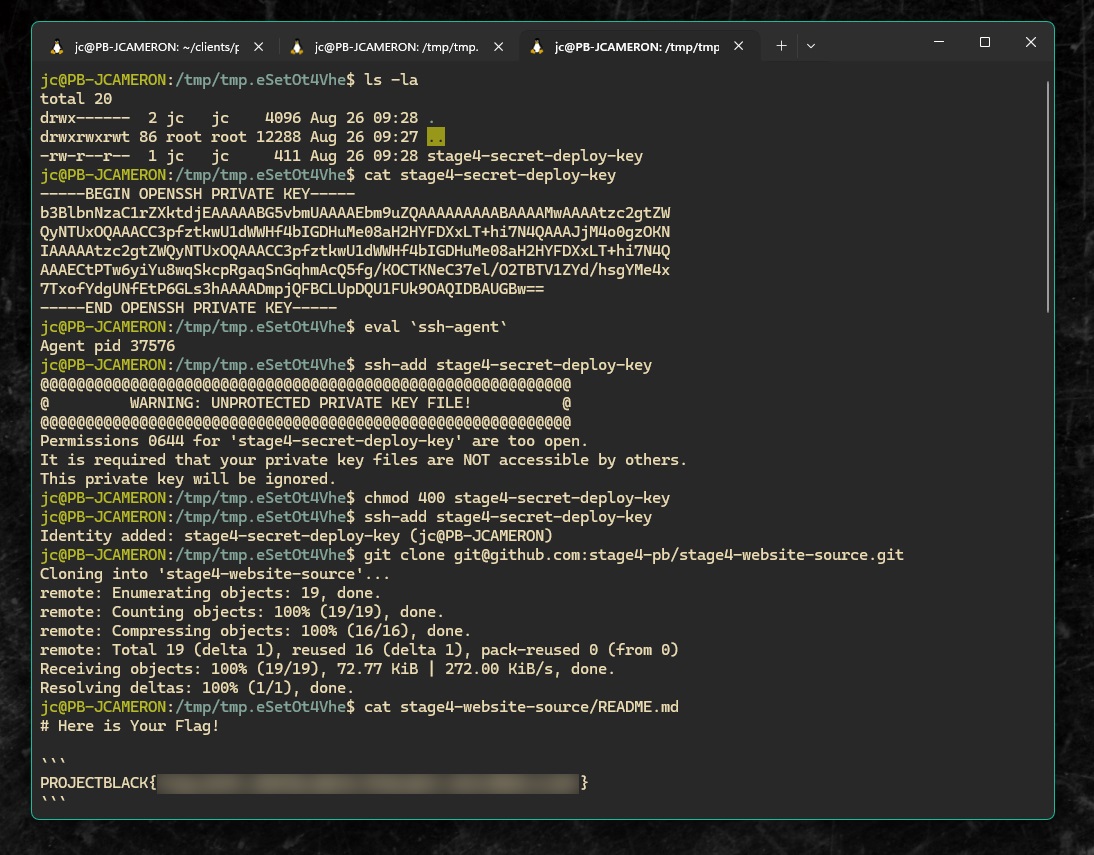 jc@PB-JCAMERON: ~/clients/p
jc@PB-JCAMERON: /tmp/tmp.
jc@PB-JCAMERON: /tmp/tmp
jc@PB-JCAMERON:/tmp/tmp.eSetOt4Vhe$ ls -la
total 20
drwx------  2 jc   jc    4096 Aug 26 09:28 .
drwxrwxrwt 86 root root 12288 Aug 26 09:27 ..
-rw-r--r--  1 jc   jc     411 Aug 26 09:28 stage4-secret-deploy-key
jc@PB-JCAMERON:/tmp/tmp.eSetOt4Vhe$ cat stage4-secret-deploy-key
-----BEGIN OPENSSH PRIVATE KEY-----
b3BlbnNzaC1rZXktdjEAAAAABG5vbmUAAAAEbm9uZQAAAAAAAAABAAAAMwAAAAtzc2gtZW
QyNTUxOQAAACC3pfztkwU1dWWHf4bIGDHuMe08aH2HYFDXxLT+hi7N4QAAAJjM4o0gzOKN
IAAAAAtzc2gtZWQyNTUxOQAAACC3pfztkwU1dWWHf4bIGDHuMe08aH2HYFDXxLT+hi7N4Q
AAAECtPTw6yiYu8wqSkcpRgaqSnGqhmAcQ5fg/KOCTKNeC37el/O2TBTV1ZYd/hsgYMe4x
7TxofYdgUNfEtP6GLs3hAAAADmpjQFBCLUpDQU1FUk9OAQIDBAUGBw==
-----END OPENSSH PRIVATE KEY-----
jc@PB-JCAMERON:/tmp/tmp.eSetOt4Vhe$ eval `ssh-agent`
Agent pid 37576
jc@PB-JCAMERON:/tmp/tmp.eSetOt4Vhe$ ssh-add stage4-secret-deploy-key
@@@@@@@@@@@@@@@@@@@@@@@@@@@@@@@@@@@@@@@@@@@@@@@@@@@@@@@@@@@
@         WARNING: UNPROTECTED PRIVATE KEY FILE!          @
@@@@@@@@@@@@@@@@@@@@@@@@@@@@@@@@@@@@@@@@@@@@@@@@@@@@@@@@@@@
Permissions 0644 for 'stage4-secret-deploy-key' are too open.
It is required that your private key files are NOT accessible by others.
This private key will be ignored.
jc@PB-JCAMERON:/tmp/tmp.eSetOt4Vhe$ chmod 400 stage4-secret-deploy-key
jc@PB-JCAMERON:/tmp/tmp.eSetOt4Vhe$ ssh-add stage4-secret-deploy-key
Identity added: stage4-secret-deploy-key (jc@PB-JCAMERON)
jc@PB-JCAMERON:/tmp/tmp.eSetOt4Vhe$ git clone git@github.com:stage4-pb/stage4-website-source.git
Cloning into 'stage4-website-source'...
remote: Enumerating objects: 19, done.
remote: Counting objects: 100% (19/19), done.
remote: Compressing objects: 100% (16/16), done.
remote: Total 19 (delta 1), reused 16 (delta 1), pack-reused 0 (from 0)
Receiving objects: 100% (19/19), 72.77 KiB | 272.00 KiB/s, done.
Resolving deltas: 100% (1/1), done.
jc@PB-JCAMERON:/tmp/tmp.eSetOt4Vhe$ cat stage4-website-source/README.md
# Here is Your Flag!
```
PROJECTBLACK{ }
```